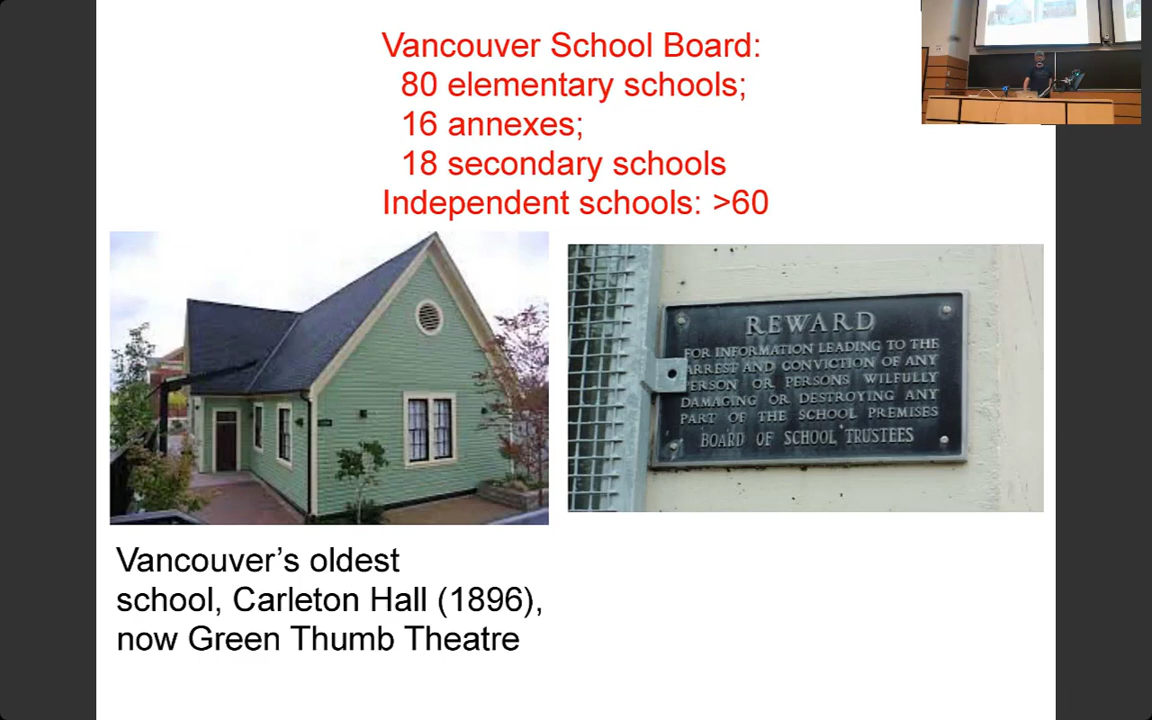 Vancouver School Board:
80 elementary schools;
16 annexes;
18 secondary schools
Independent schools: >60
REWARD
FOR INFORMATION LEADING TO THE
ARREST AND CONVICTION OF ANY
PERSON OR PERSONS WILFULLY
DAMAGING OR DESTROYING ANY
PART OF THE SCHOOL PREMISES
BOARD OF SCHOOL TRUSTEES
Vancouver’s oldest
school, Carleton Hall (1896),
now Green Thumb Theatre